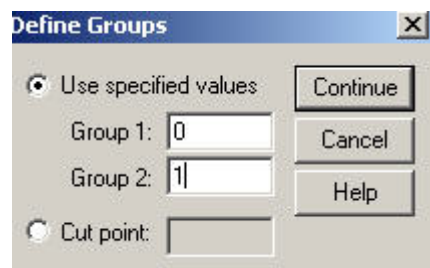 Define Groups
Use specified values
Continue
Group 1: 0
Cancel
Group 2: 1
Help
Cut point: